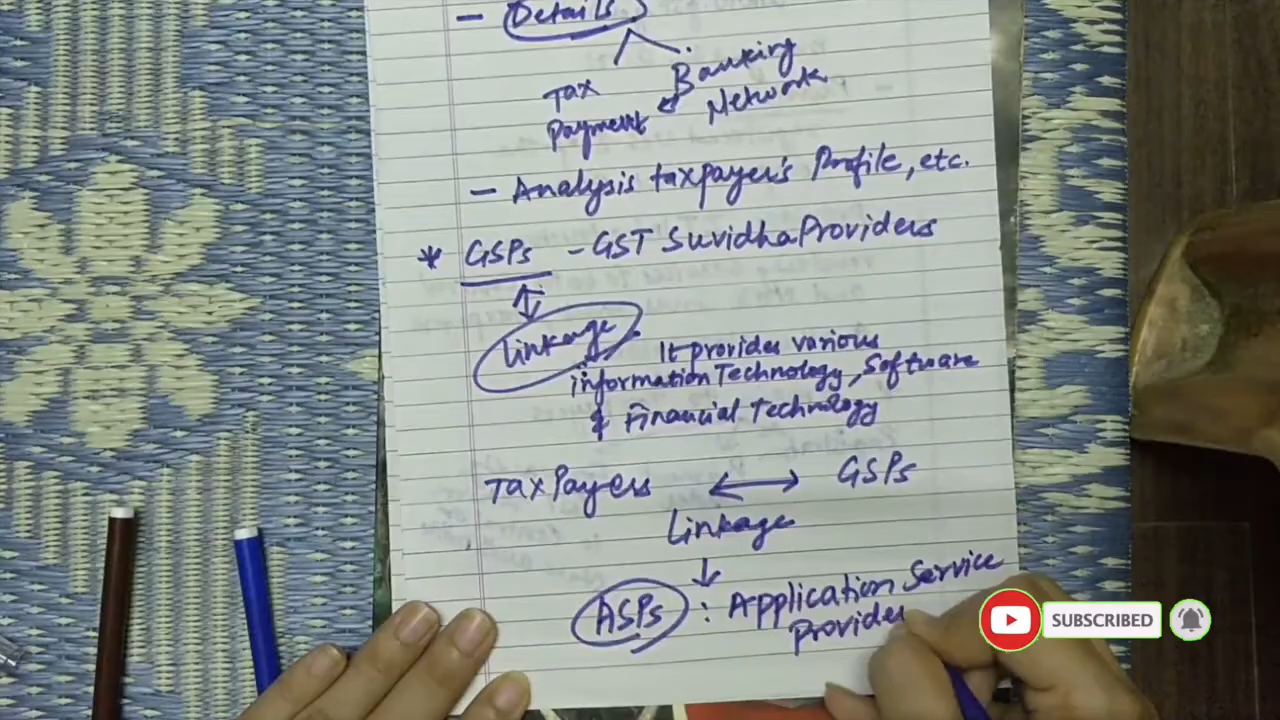 - Details
Tax Banking
Payment Network
- Analysis taxpayer's Profile, etc.
* GSPs - GST Suvidha Providers
Linkage
It provides various
information Technology, Software
& Financial Technology
Tax Payers ↔ GSPs
Linkage
ASPs : Application Service
Provider
SUBSCRIBED